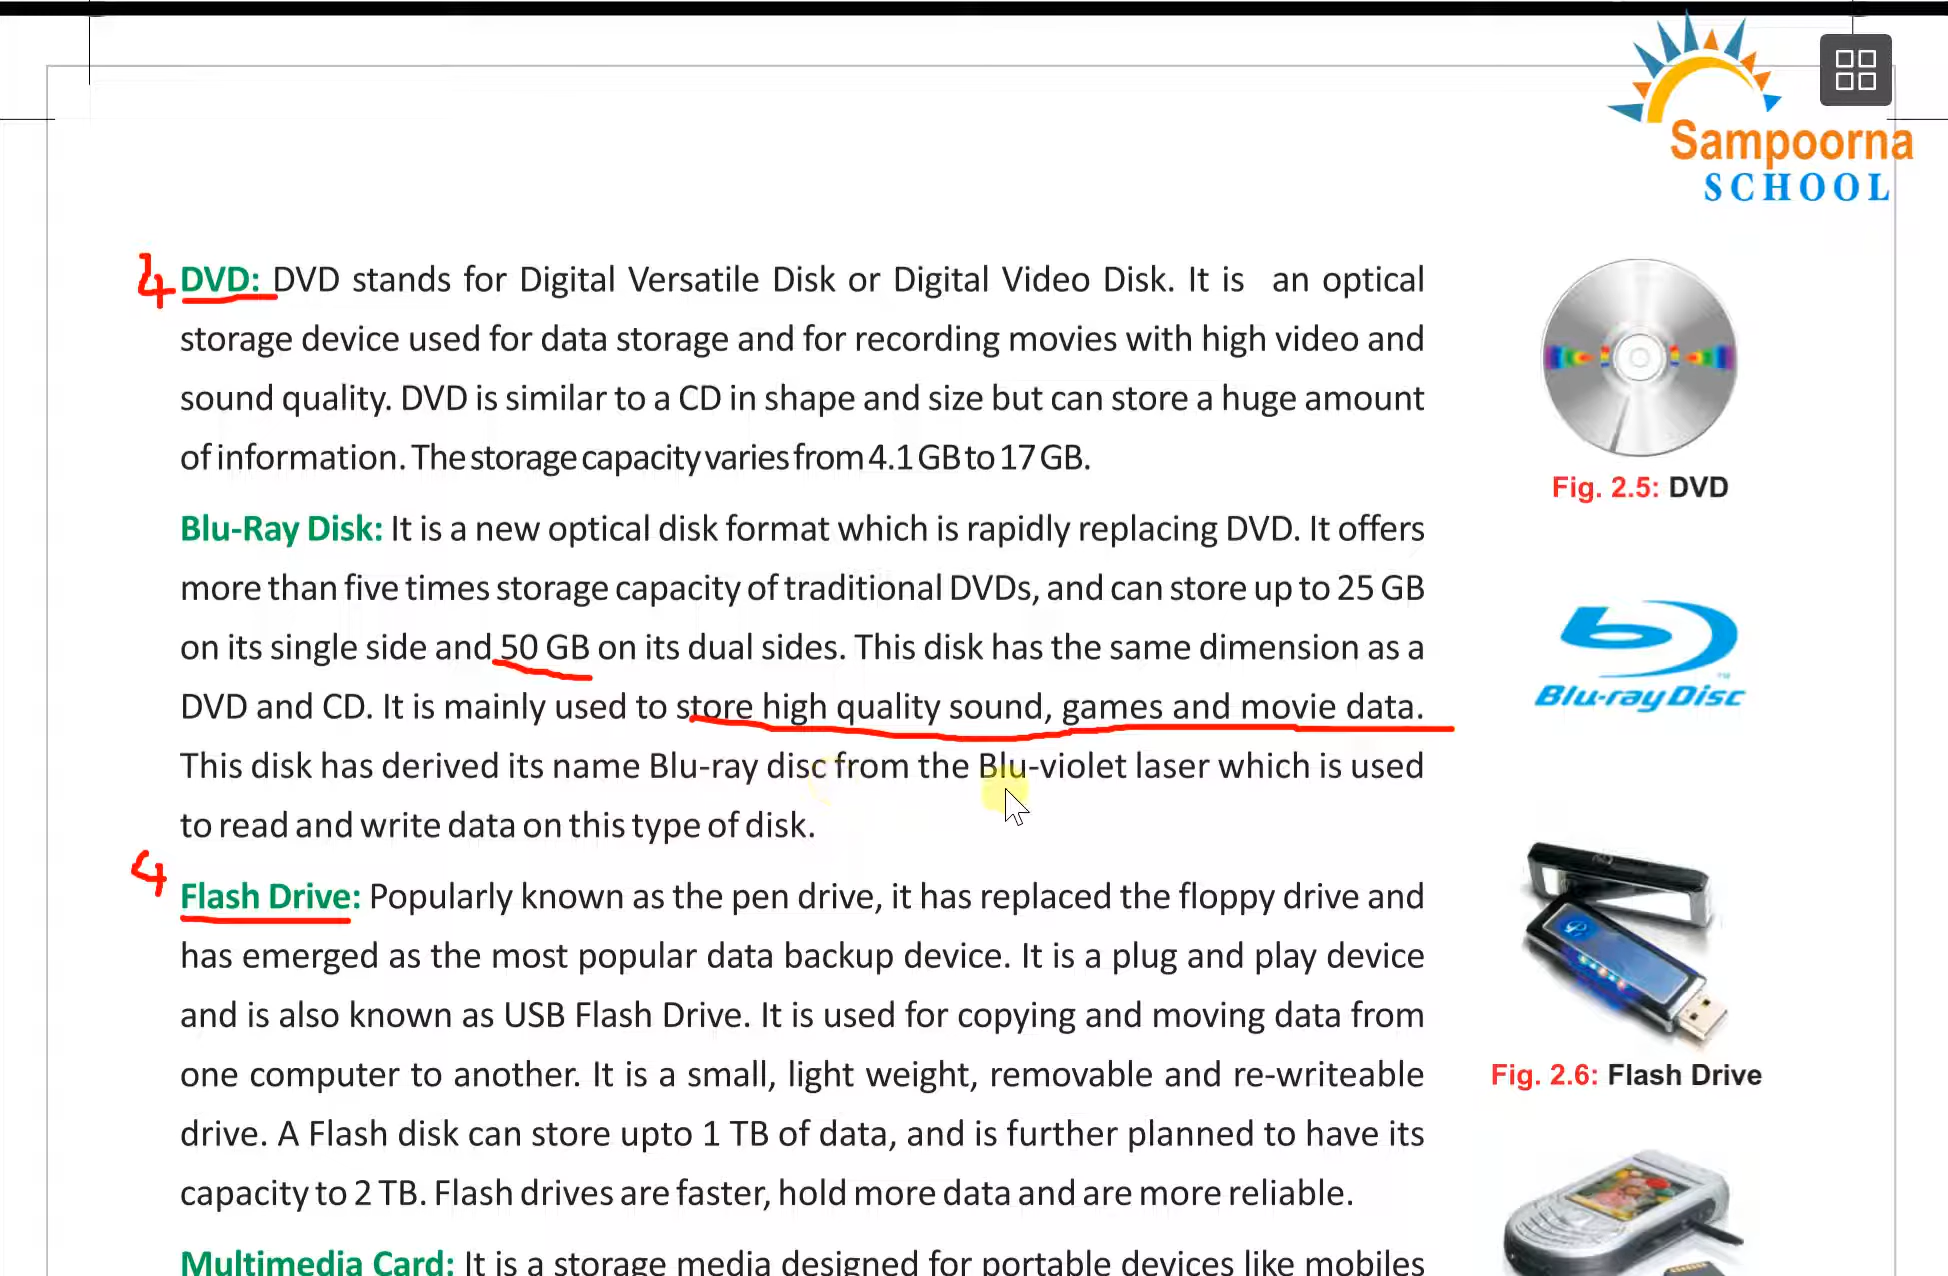 Sampoorna
SCHOOL
4 DVD: DVD stands for Digital Versatile Disk or Digital Video Disk. It is an optical
storage device used for data storage and for recording movies with high video and
sound quality. DVD is similar to a CD in shape and size but can store a huge amount
of information. The storage capacity varies from 4.1 GB to 17 GB.
Fig. 2.5: DVD
Blu-Ray Disk: It is a new optical disk format which is rapidly replacing DVD. It offers
more than five times storage capacity of traditional DVDs, and can store up to 25 GB
on its single side and 50 GB on its dual sides. This disk has the same dimension as a
DVD and CD. It is mainly used to store high quality sound, games and movie data.
This disk has derived its name Blu-ray disc from the Blu-violet laser which is used
to read and write data on this type of disk.
Blu-ray Disc
TM
4 Flash Drive: Popularly known as the pen drive, it has replaced the floppy drive and
has emerged as the most popular data backup device. It is a plug and play device
and is also known as USB Flash Drive. It is used for copying and moving data from
one computer to another. It is a small, light weight, removable and re-writeable
drive. A Flash disk can store upto 1 TB of data, and is further planned to have its
capacity to 2 TB. Flash drives are faster, hold more data and are more reliable.
Fig. 2.6: Flash Drive
Multimedia Card: It is a storage media designed for portable devices like mobiles